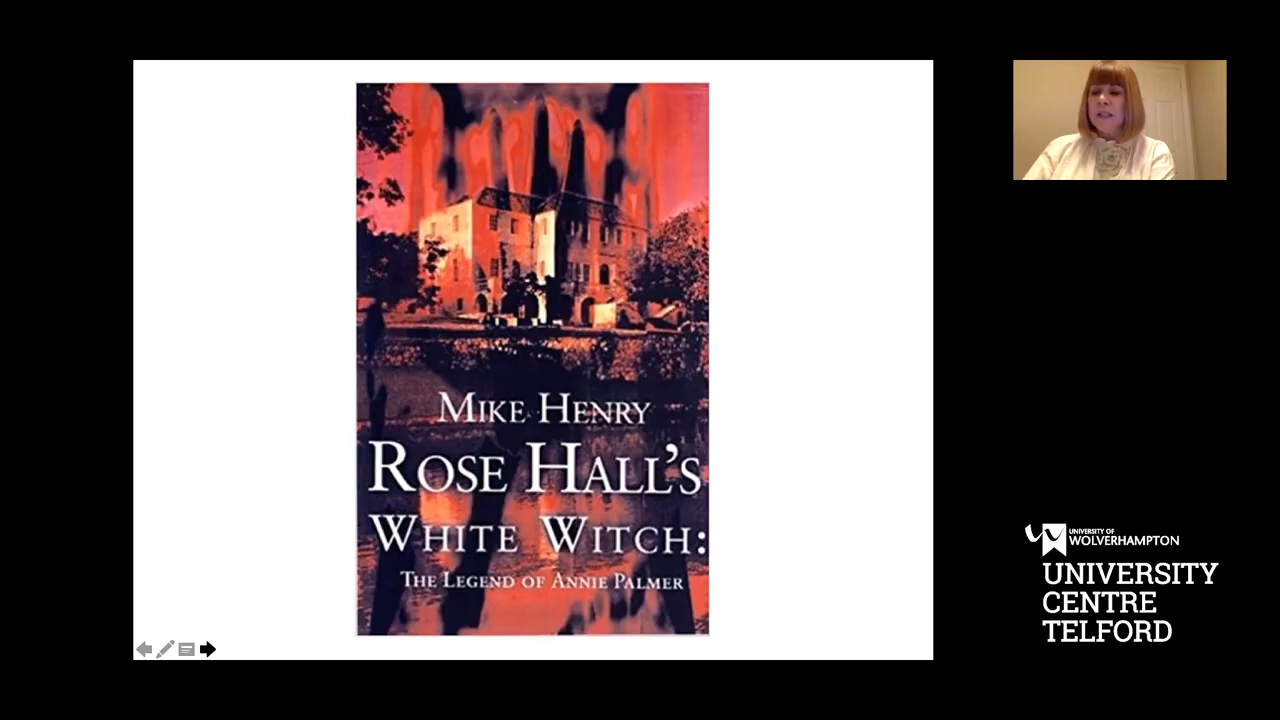 MIKE HENRY
ROSE HALL'S
WHITE WITCH:
THE LEGEND OF ANNIE PALMER
UNIVERSITY OF
WOLVERHAMPTON
UNIVERSITY
CENTRE
TELFORD